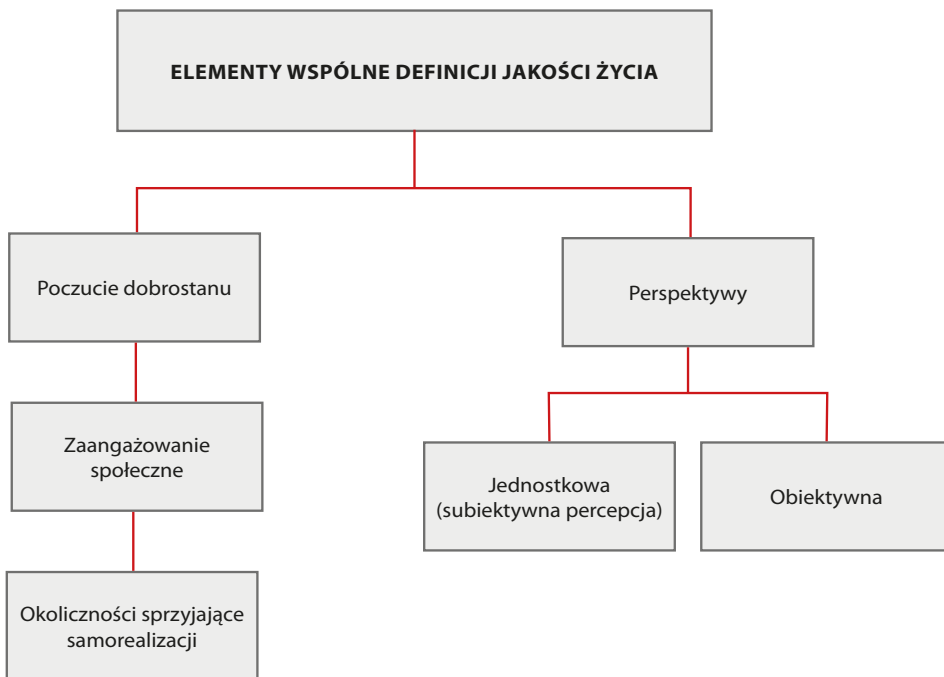 ELEMENTY WSPÓLNE DEFINICJI JAKOŚCI ŻYCIA
Poczucie dobrostanu
Perspektywy
Zaangażowanie
społeczne
Jednostkowa
(subiektywna percepcja)
Obiektywna
Okoliczności sprzyjające
samorealizacji